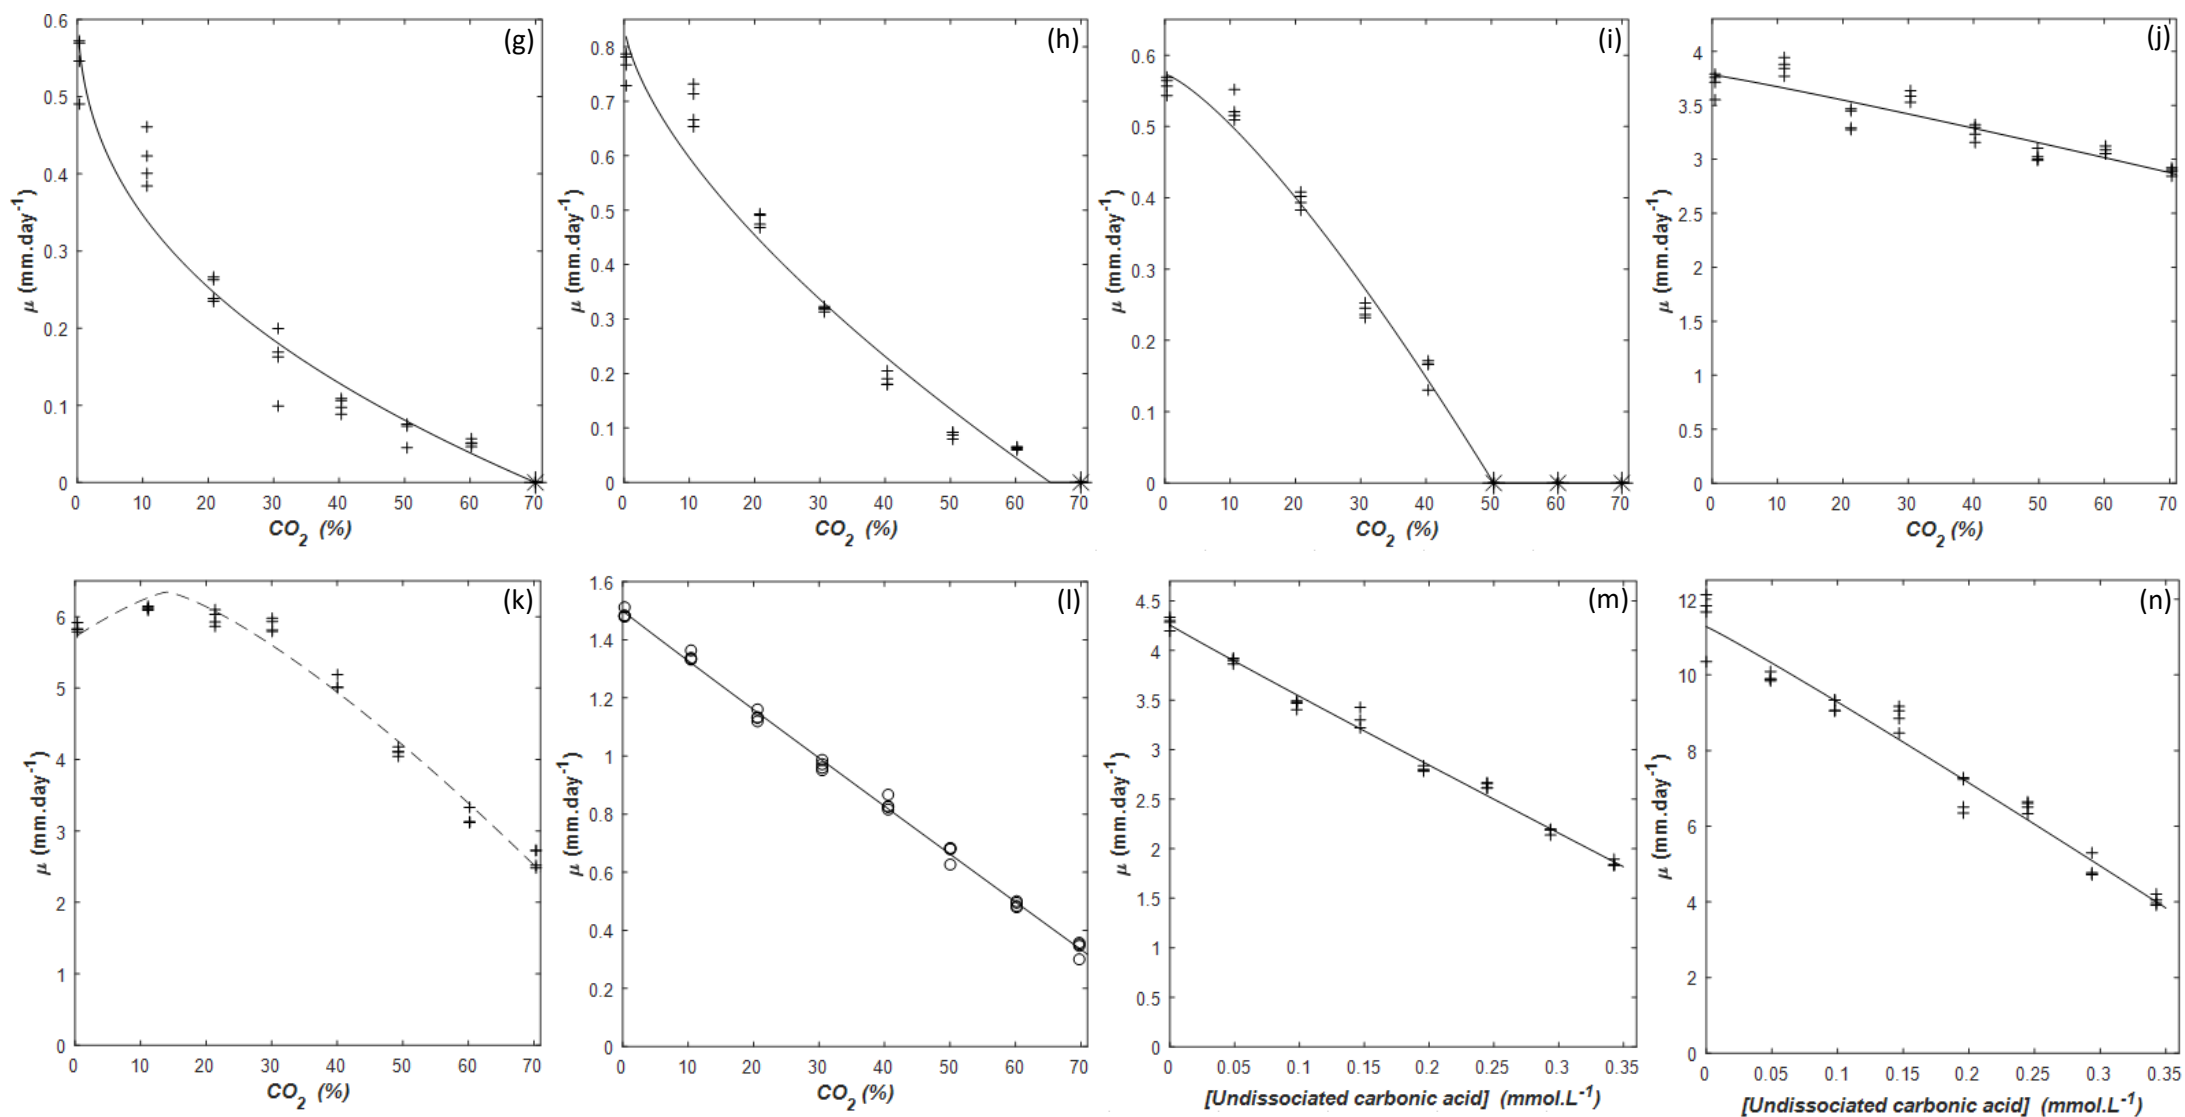 (g)
0.6
0.5
0.4
0.3
0.2
0.1
0
μ (mm.day-1)
0 10 20 30 40 50 60 70
CO2 (%)
(h)
0.8
0.7
0.6
0.5
0.4
0.3
0.2
0.1
0
μ (mm.day-1)
0 10 20 30 40 50 60 70
CO2 (%)
(i)
0.6
0.5
0.4
0.3
0.2
0.1
0
μ (mm.day-1)
0 10 20 30 40 50 60 70
CO2 (%)
(j)
4
3.5
3
2.5
2
1.5
1
0.5
0
μ (mm.day-1)
0 10 20 30 40 50 60 70
CO2 (%)
(k)
6
5
4
3
2
1
0
μ (mm.day-1)
0 10 20 30 40 50 60 70
CO2 (%)
(l)
1.6
1.4
1.2
1
0.8
0.6
0.4
0.2
0
μ (mm.day-1)
0 10 20 30 40 50 60 70
CO2 (%)
(m)
4.5
4
3.5
3
2.5
2
1.5
1
0.5
0
μ (mm.day-1)
0 0.05 0.1 0.15 0.2 0.25 0.3 0.35
[Undissociated carbonic acid] (mmol.L-1)
(n)
12
10
8
6
4
2
0
μ (mm.day-1)
0 0.05 0.1 0.15 0.2 0.25 0.3 0.35
[Undissociated carbonic acid] (mmol.L-1)